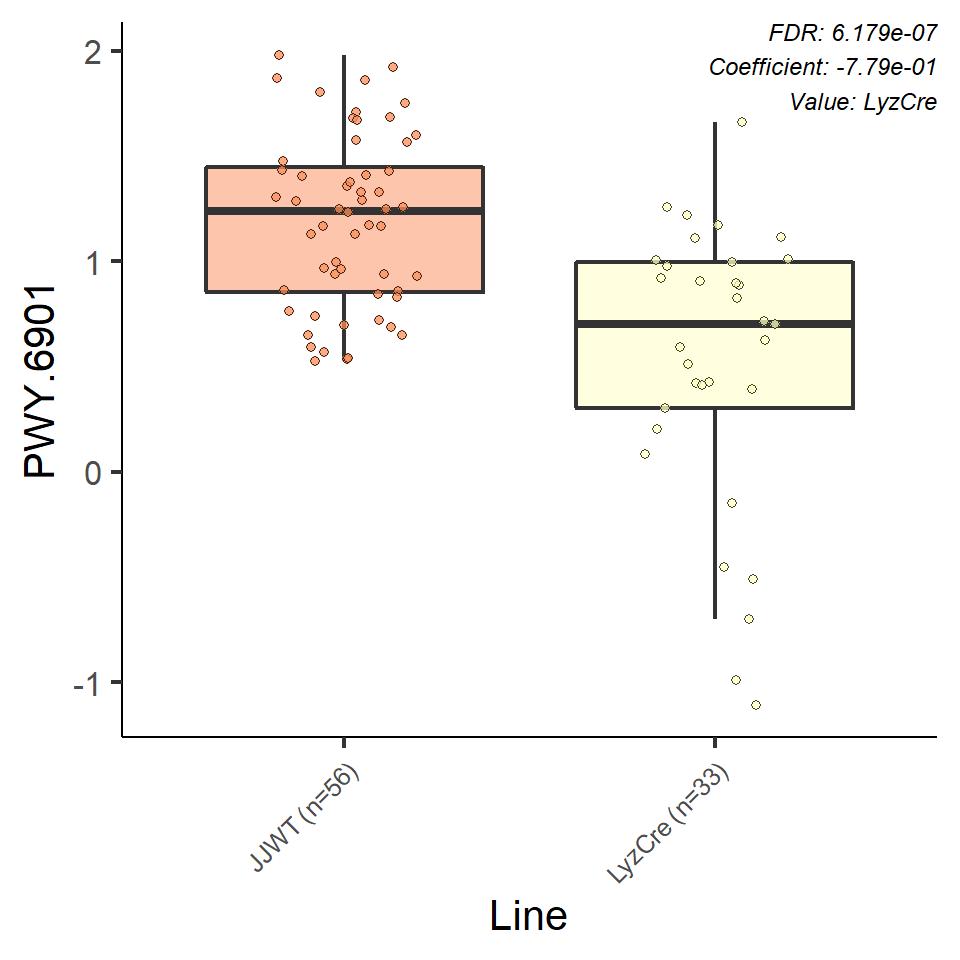 FDR: 6.179e-07
Coefficient: -7.79e-01
Value: LyzCre
PWY.6901
2
1
0
-1
JJWT (n=56)
LyzCre (n=33)
Line